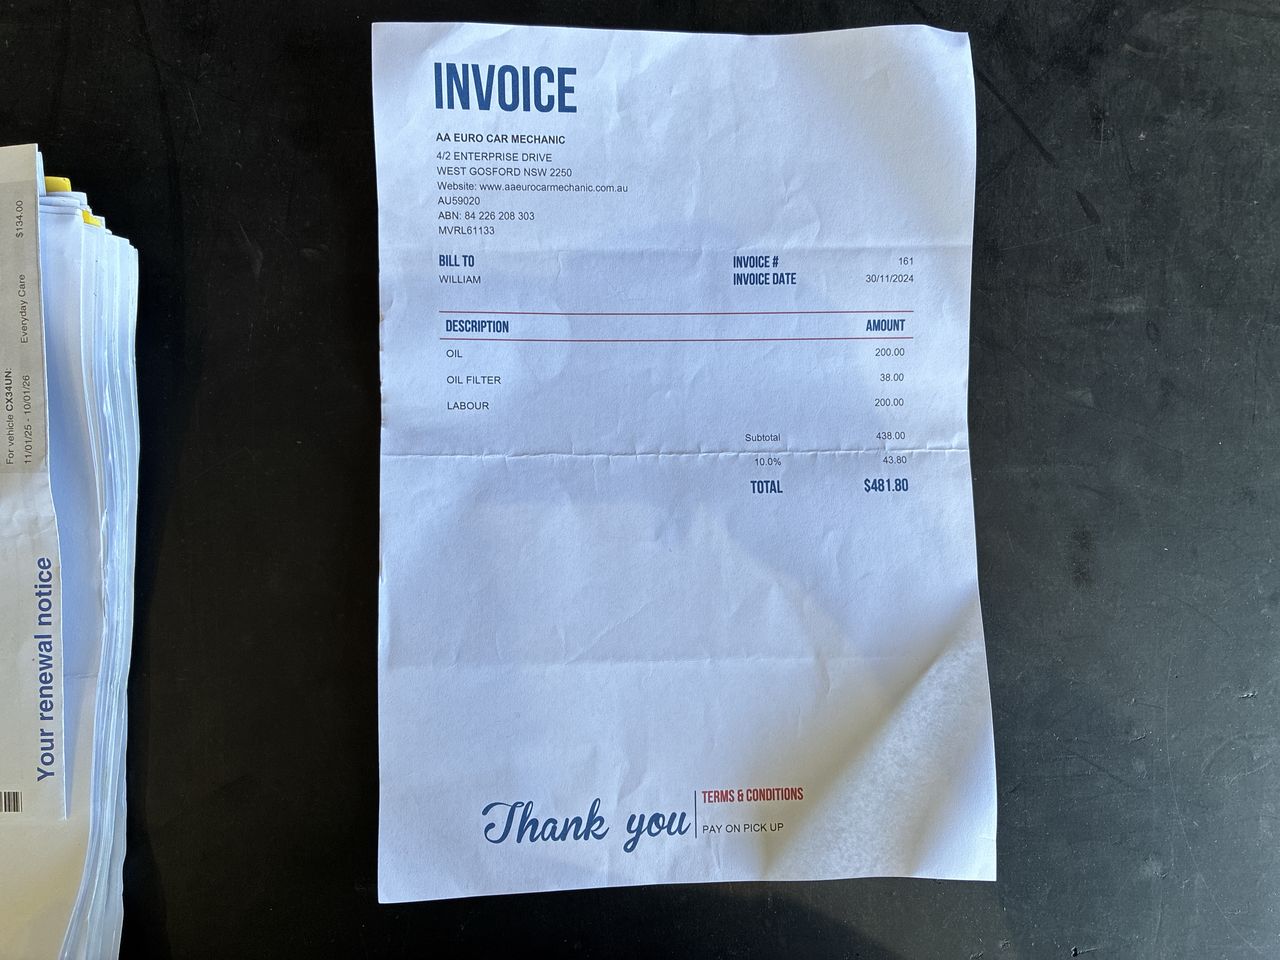 INVOICE
AA EURO CAR MECHANIC
4/2 ENTERPRISE DRIVE
WEST GOSFORD NSW 2250
Website: www.aaeurocarmechanic.com.au
AU59020
ABN: 84 226 208 303
MVRL61133
BILL TO
WILLIAM
INVOICE # 161
INVOICE DATE 30/11/2024
DESCRIPTION AMOUNT
OIL 200.00
OIL FILTER 38.00
LABOUR 200.00
Subtotal 438.00
10.0% 43.80
TOTAL $481.80
Thank you
TERMS & CONDITIONS
PAY ON PICK UP
For vehicle CX34UN:
11/01/25 - 10/01/26 Everyday Care $134.00
Your renewal notice